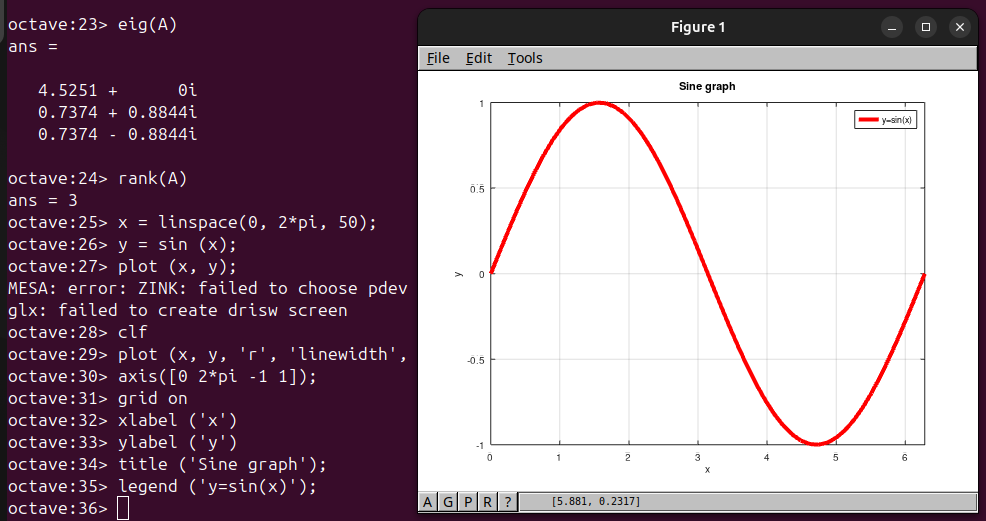 octave:23> eig(A)
ans =
4.5251 + 0i
0.7374 + 0.8844i
0.7374 - 0.8844i
octave:24> rank(A)
ans = 3
octave:25> x = linspace(0, 2*pi, 50);
octave:26> y = sin (x);
octave:27> plot (x, y);
MESA: error: ZINK: failed to choose pdev
glx: failed to create drisw screen
octave:28> clf
octave:29> plot (x, y, 'r', 'linewidth',
octave:30> axis([0 2*pi -1 1]);
octave:31> grid on
octave:32> xlabel ('x')
octave:33> ylabel ('y')
octave:34> title ('Sine graph');
octave:35> legend ('y=sin(x)');
octave:36>
Figure 1
File Edit Tools
Sine graph
y=sin(x)
1
0.5
0
-0.5
-1
y
0 1 2 3 4 5 6
x
A G P R ? [5.881, 0.2317]